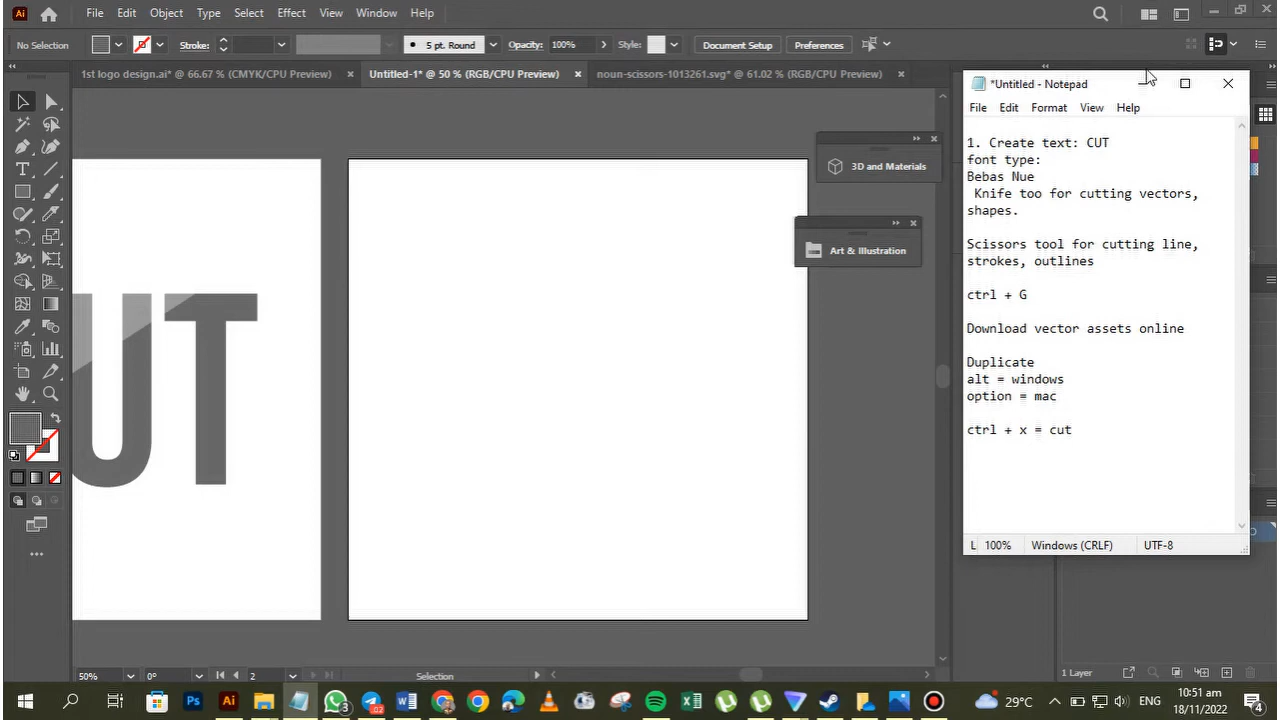 Ai
File Edit Object Type Select Effect View Window Help
No Selection
Stroke:
5 pt. Round
Opacity: 100%
Style:
Document Setup
Preferences
1st logo design.ai* @ 66.67 % (CMYK/CPU Preview)
Untitled-1* @ 50 % (RGB/CPU Preview)
noun-scissors-1013261.svg* @ 61.02 % (RGB/CPU Preview)
*Untitled - Notepad
File Edit Format View Help
1. Create text: CUT
font type:
Bebas Nue
Knife too for cutting vectors,
shapes.
Scissors tool for cutting line,
strokes, outlines
ctrl + G
Download vector assets online
Duplicate
alt = windows
option = mac
ctrl + x = cut
L 100% Windows (CRLF) UTF-8
3D and Materials
Art & Illustration
UT
50% 0° 2 Selection
1 Layer
Ps Ai 3 02
29°C ENG
10:51 am
18/11/2022